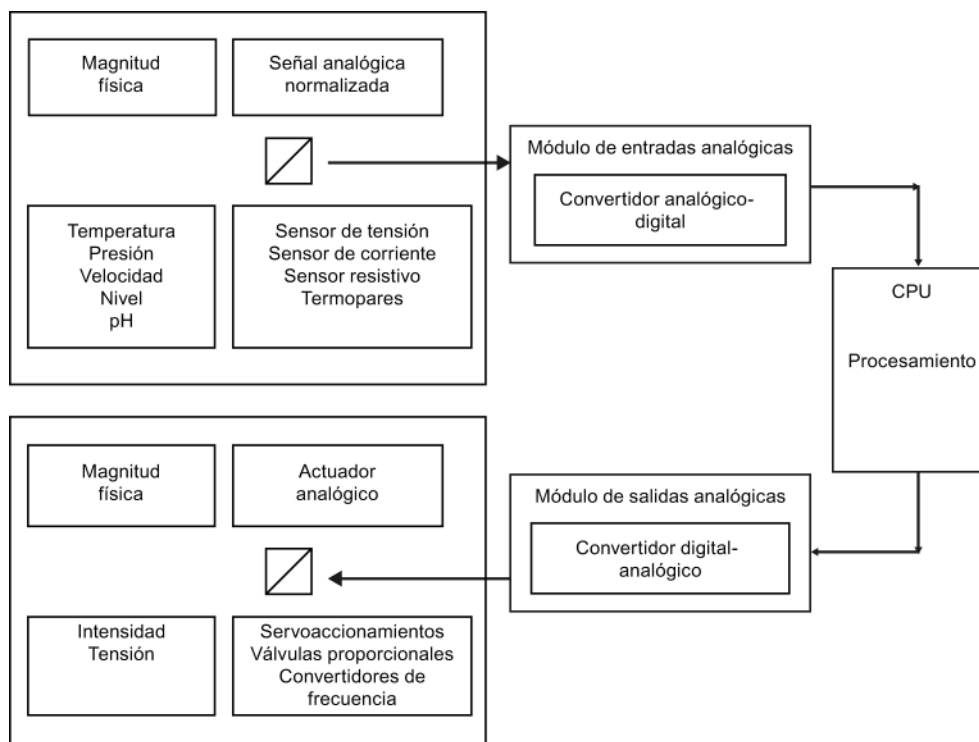 Magnitud
física
Señal analógica
normalizada
Temperatura
Presión
Velocidad
Nivel
pH
Sensor de tensión
Sensor de corriente
Sensor resistivo
Termopares
Módulo de entradas analógicas
Convertidor analógico-
digital
CPU
Procesamiento
Magnitud
física
Actuador
analógico
Intensidad
Tensión
Servoaccionamientos
Válvulas proporcionales
Convertidores de
frecuencia
Módulo de salidas analógicas
Convertidor digital-
analógico